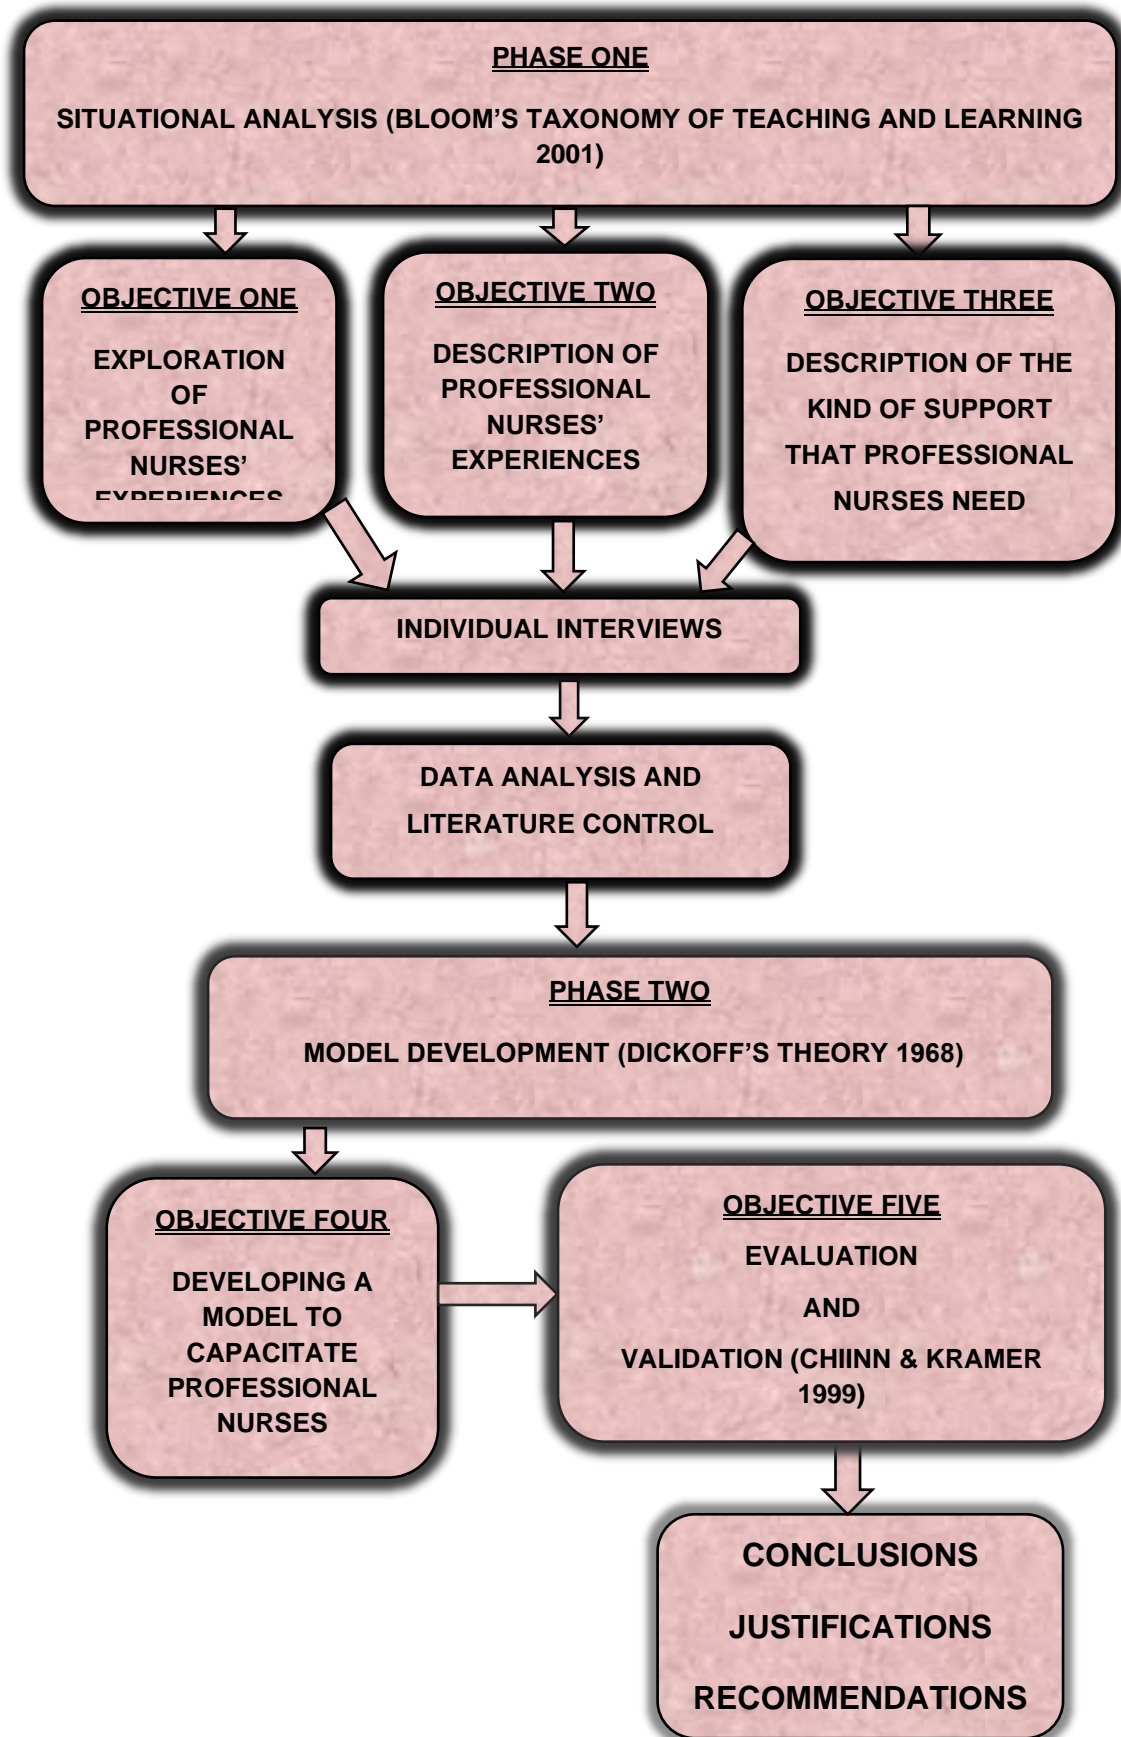 PHASE ONE
SITUATIONAL ANALYSIS (BLOOM'S TAXONOMY OF TEACHING AND LEARNING
2001)
OBJECTIVE ONE
EXPLORATION
OF
PROFESSIONAL
NURSES'
EXPERIENCES
OBJECTIVE TWO
DESCRIPTION OF
PROFESSIONAL
NURSES'
EXPERIENCES
OBJECTIVE THREE
DESCRIPTION OF THE
KIND OF SUPPORT
THAT PROFESSIONAL
NURSES NEED
INDIVIDUAL INTERVIEWS
DATA ANALYSIS AND
LITERATURE CONTROL
PHASE TWO
MODEL DEVELOPMENT (DICKOFF'S THEORY 1968)
OBJECTIVE FOUR
DEVELOPING A
MODEL TO
CAPACITATE
PROFESSIONAL
NURSES
OBJECTIVE FIVE
EVALUATION
AND
VALIDATION (CHIINN & KRAMER
1999)
CONCLUSIONS
JUSTIFICATIONS
RECOMMENDATIONS